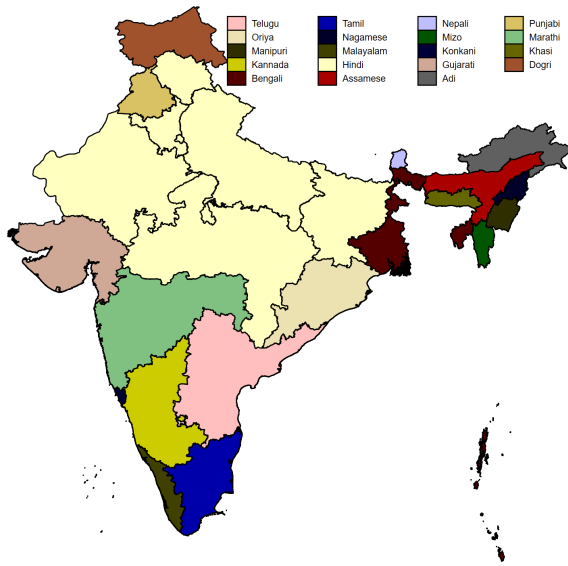 Telugu Tamil Nepali Punjabi
Oriya Nagamese Mizo Marathi
Manipuri Malayalam Konkani Khasi
Kannada Hindi Gujarati Dogri
Bengali Assamese Adi